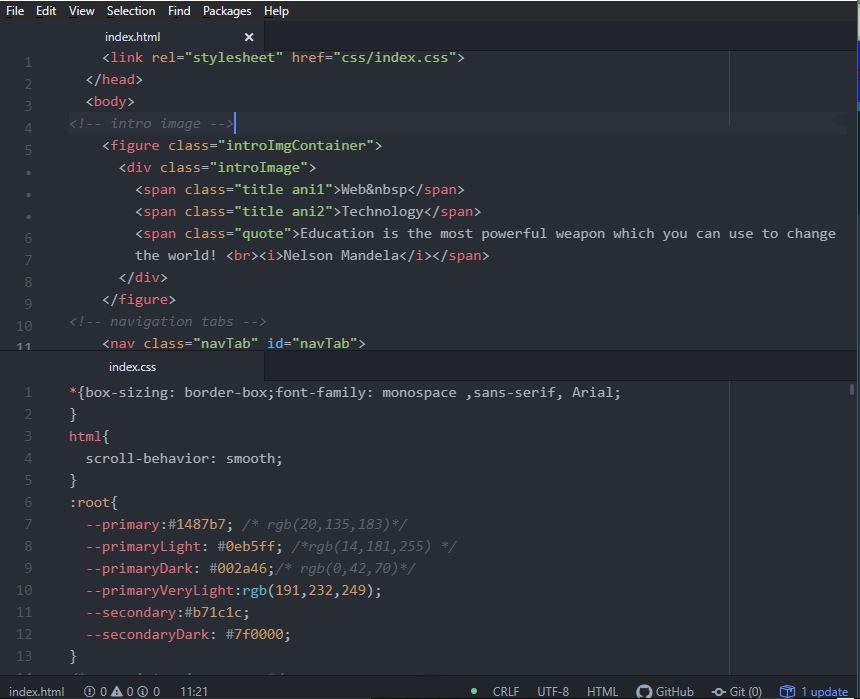 File Edit View Selection Find Packages Help
index.html ×
1 <link rel="stylesheet" href="css/index.css">
2 </head>
3 <body>
4 <!-- intro image -->
5 <figure class="introImgContainer">
• <div class="introImage">
• <span class="title ani1">Web&nbsp</span>
• <span class="title ani2">Technology</span>
6 <span class="quote">Education is the most powerful weapon which you can use to change
7 the world! <br><i>Nelson Mandela</i></span>
8 </div>
9 </figure>
10 <!-- navigation tabs -->
11 <nav class="navTab" id="navTab">
index.css
1 *{box-sizing: border-box;font-family: monospace ,sans-serif, Arial;
2 }
3 html{
4 scroll-behavior: smooth;
5 }
6 :root{
7 --primary:#1487b7; /* rgb(20,135,183)*/
8 --primaryLight: #0eb5ff; /*rgb(14,181,255) */
9 --primaryDark: #002a46;/* rgb(0,42,70)*/
10 --primaryVeryLight:rgb(191,232,249);
11 --secondary:#b71c1c;
12 --secondaryDark: #7f0000;
13 }
index.html 0 0 0 11:21 CRLF UTF-8 HTML GitHub Git (0) 1 update